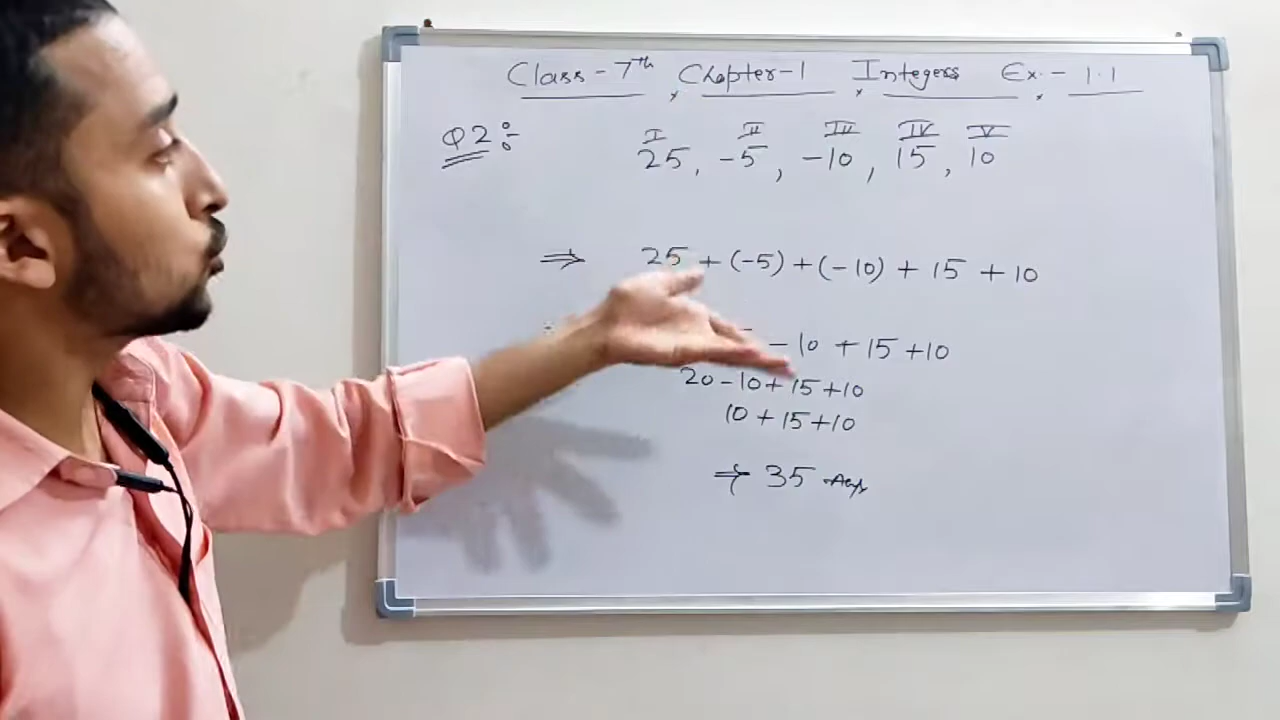 Class-7th Chapter-1 Integers Ex.- 1.1
Q2:-
I II III IV V
25, -5, -10, 15, 10
⇒ 25 + (-5) + (-10) + 15 + 10
- 10 + 15 + 10
20 - 10 + 15 + 10
10 + 15 + 10
⇒ 35 Ans